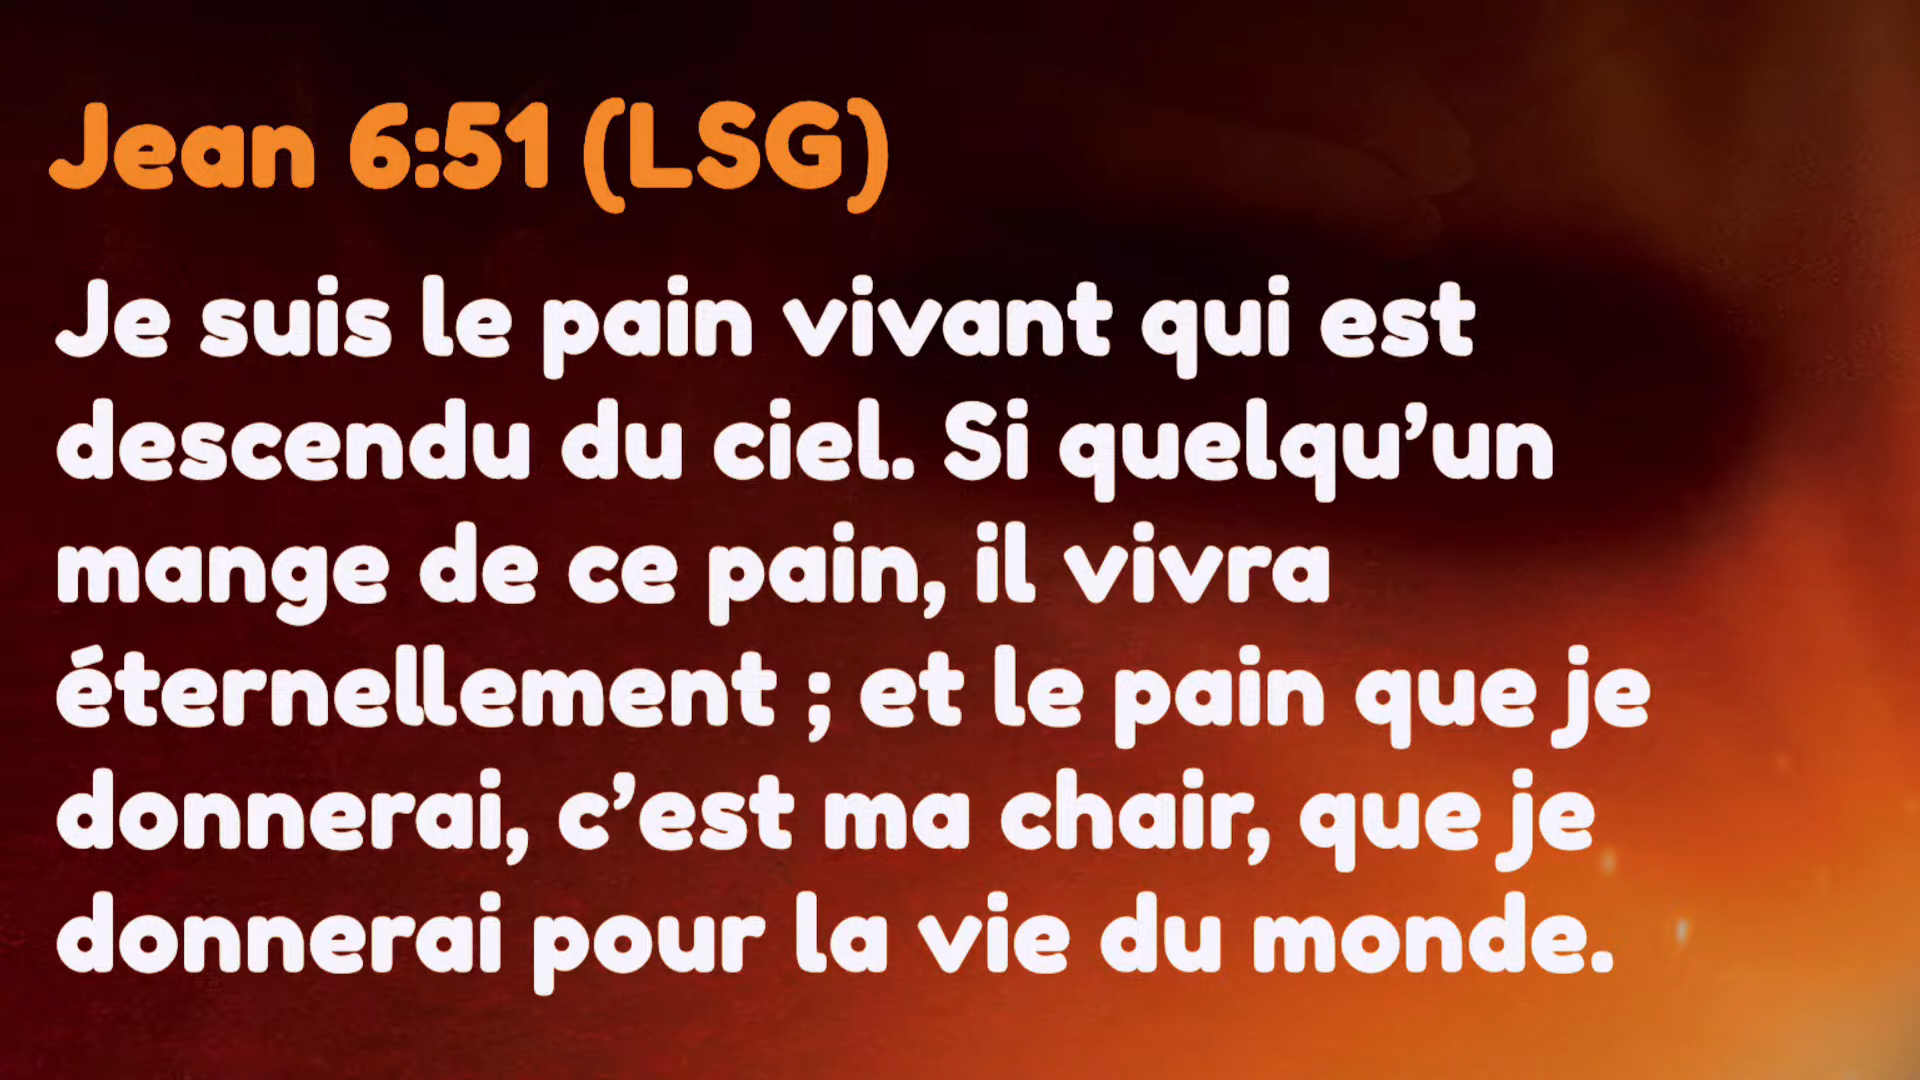 Jean 6:51 (LSG)
Je suis le pain vivant qui est
descendu du ciel. Si quelqu’un
mange de ce pain, il vivra
éternellement ; et le pain que je
donnerai, c’est ma chair, que je
donnerai pour la vie du monde.